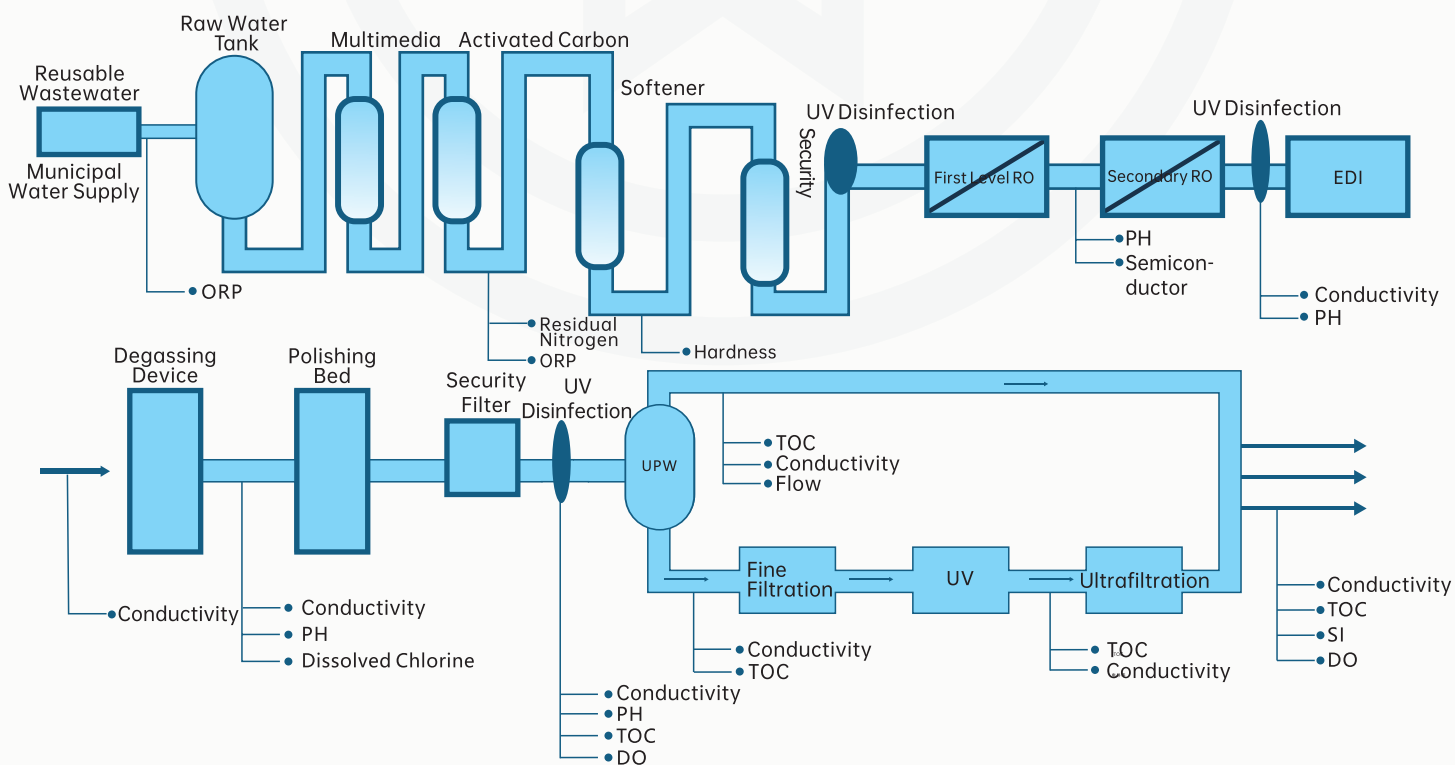 Raw Water
Tank
Multimedia
Activated Carbon
Reusable
Wastewater
Softener
UV Disinfection
UV Disinfection
Security
Municipal
Water Supply
First Level RO
Secondary RO
EDI
PH
Semicon-
ductor
ORP
Conductivity
PH
Residual
Nitrogen
ORP
Hardness
Degassing
Device
Polishing
Bed
Security
Filter
UV
Disinfection
UPW
TOC
Conductivity
Flow
Fine
Filtration
UV
Ultrafiltration
Conductivity
Conductivity
PH
Dissolved Chlorine
Conductivity
TOC
TOC
Conductivity
Conductivity
TOC
SI
DO
Conductivity
PH
TOC
DO